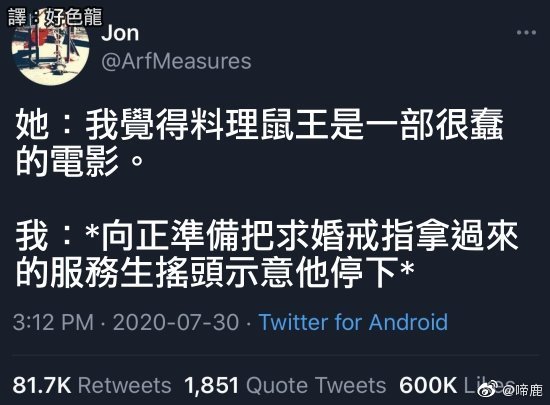 譯：好色龍
Jon
@ArfMeasures
她：我覺得料理鼠王是一部很蠢
的電影。
我：*向正準備把求婚戒指拿過來
的服務生搖頭示意他停下*
3:12 PM · 2020-07-30 · Twitter for Android
81.7K Retweets 1,851 Quote Tweets 600K Likes
@啼鹿